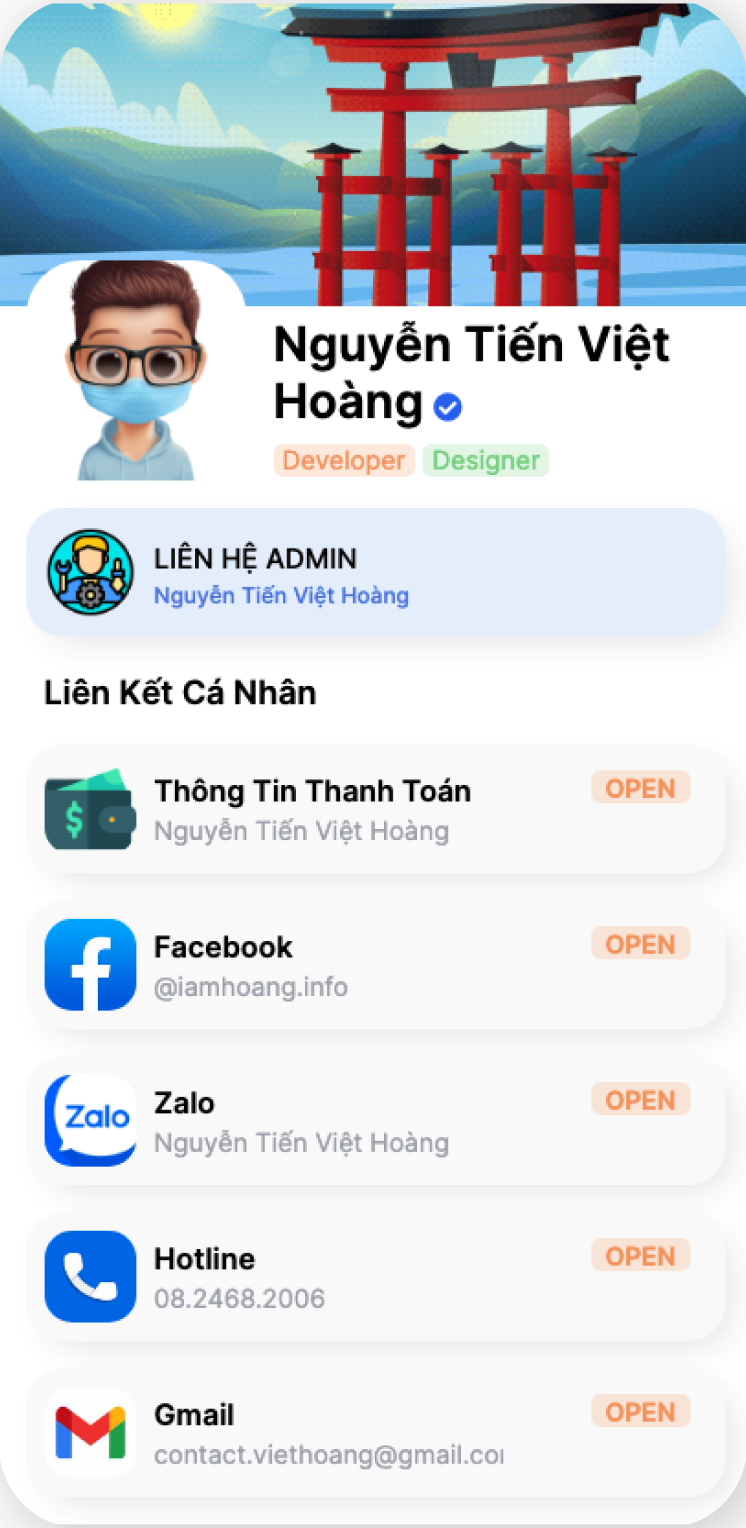 Nguyễn Tiến Việt
Hoàng
Developer Designer
LIÊN HỆ ADMIN
Nguyễn Tiến Việt Hoàng
Liên Kết Cá Nhân
Thông Tin Thanh Toán OPEN
Nguyễn Tiến Việt Hoàng
Facebook OPEN
@iamhoang.info
Zalo
Zalo OPEN
Nguyễn Tiến Việt Hoàng
Hotline OPEN
08.2468.2006
Gmail OPEN
contact.viethoang@gmail.co